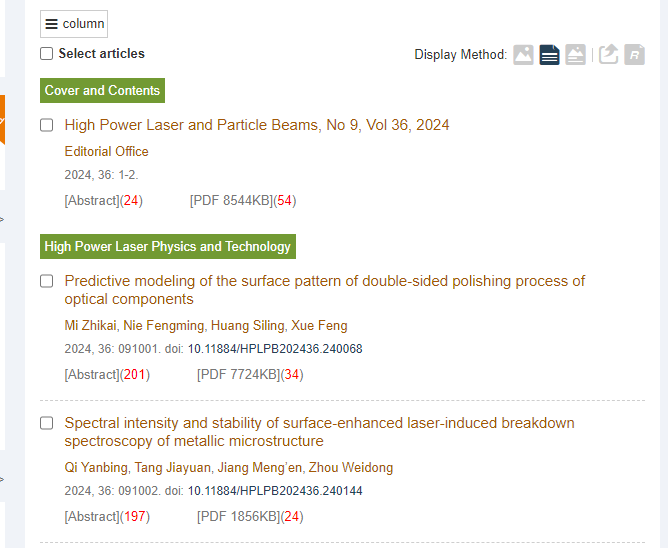 column
Select articles
Display Method:
Cover and Contents
High Power Laser and Particle Beams, No 9, Vol 36, 2024
Editorial Office
2024, 36: 1-2.
[Abstract](24) [PDF 8544KB](54)
High Power Laser Physics and Technology
Predictive modeling of the surface pattern of double-sided polishing process of
optical components
Mi Zhikai, Nie Fengming, Huang Siling, Xue Feng
2024, 36: 091001. doi: 10.11884/HPLPB202436.240068
[Abstract](201) [PDF 7724KB](34)
Spectral intensity and stability of surface-enhanced laser-induced breakdown
spectroscopy of metallic microstructure
Qi Yanbing, Tang Jiayuan, Jiang Meng’en, Zhou Weidong
2024, 36: 091002. doi: 10.11884/HPLPB202436.240144
[Abstract](197) [PDF 1856KB](24)